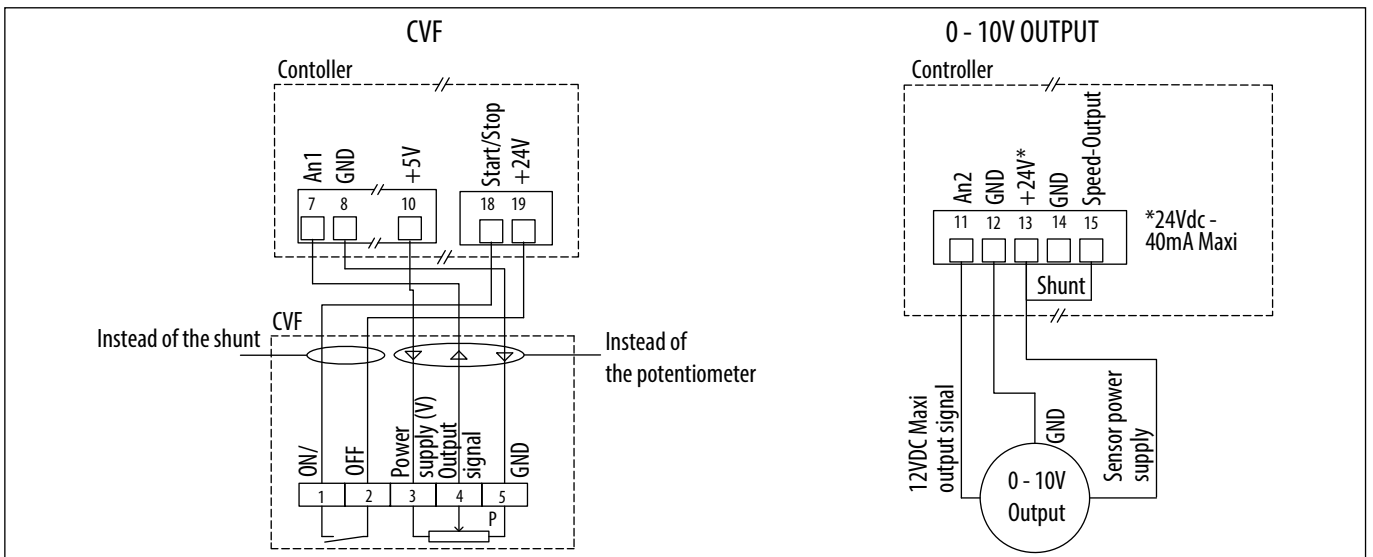 CVF
Contoller
An1
GND
+5V
Start/Stop
+24V
7 8 10 18 19
CVF
Instead of the shunt
Instead of
the potentiometer
ON/
OFF
Power
supply (V)
Output
signal
GND
1 2 3 4 5
P
0 - 10V OUTPUT
Controller
An2
GND
+24V*
GND
Speed-Output
11 12 13 14 15
*24Vdc -
40mA Maxi
Shunt
12VDC Maxi
output signal
GND
Sensor power
supply
0 - 10V
Output